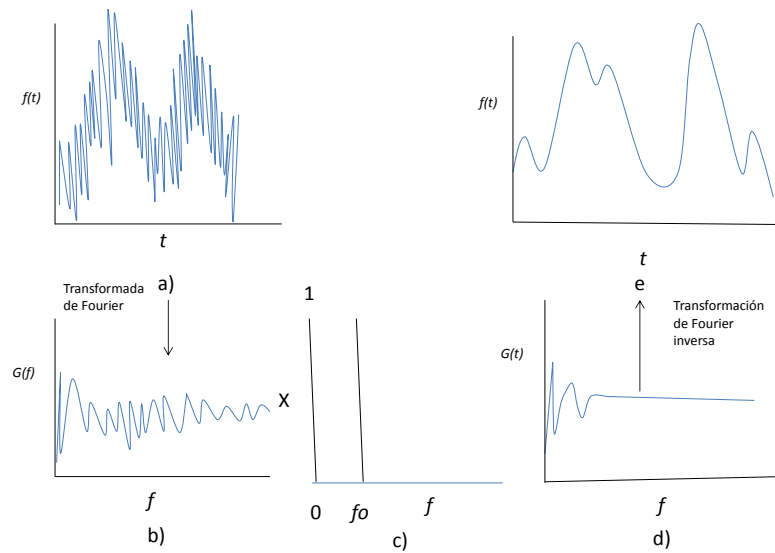 f(t)
t
a)
f(t)
t
e
Transformada
de Fourier
Transformación
de Fourier
inversa
G(f)
f
b)
X
1
0
fo
f
c)
G(t)
f
d)